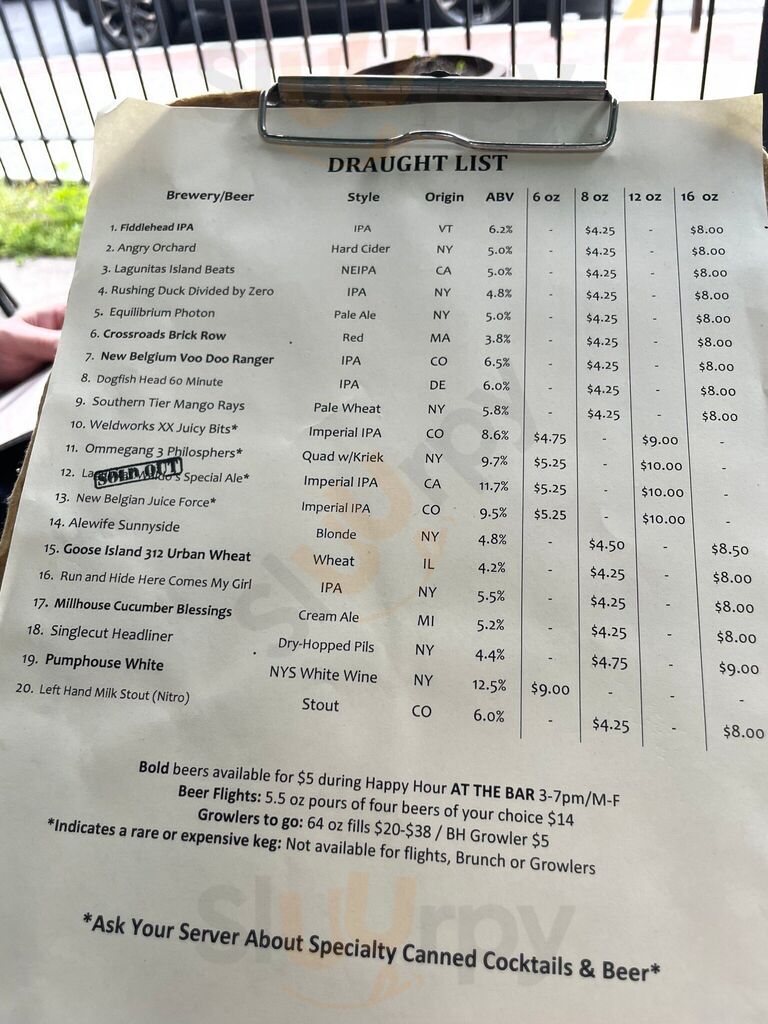 DRAUGHT LIST
Brewery/Beer Style Origin ABV 6 oz 8 oz 12 oz 16 oz
1. Fiddlehead IPA IPA VT 6.2% - $4.25 - $8.00
2. Angry Orchard Hard Cider NY 5.0% - $4.25 - $8.00
3. Lagunitas Island Beats NEIPA CA 5.0% - $4.25 - $8.00
4. Rushing Duck Divided by Zero IPA NY 4.8% - $4.25 - $8.00
5. Equilibrium Photon Pale Ale NY 5.0% - $4.25 - $8.00
6. Crossroads Brick Row Red MA 3.8% - $4.25 - $8.00
7. New Belgium Voo Doo Ranger IPA CO 6.5% - $4.25 - $8.00
8. Dogfish Head 60 Minute IPA DE 6.0% - $4.25 - $8.00
9. Southern Tier Mango Rays Pale Wheat NY 5.8% - $4.25 - $8.00
10. Weldworks XX Juicy Bits* Imperial IPA CO 8.6% $4.75 - $9.00 -
11. Ommegang 3 Philosphers* Quad w/Kriek NY 9.7% $5.25 - $10.00 -
12. SOLD OUT Special Ale* Imperial IPA CA 11.7% $5.25 - $10.00 -
13. New Belgian Juice Force* Imperial IPA CO 9.5% $5.25 - $10.00 -
14. Alewife Sunnyside Blonde NY 4.8% - $4.50 - $8.50
15. Goose Island 312 Urban Wheat Wheat IL 4.2% - $4.25 - $8.00
16. Run and Hide Here Comes My Girl IPA NY 5.5% - $4.25 - $8.00
17. Millhouse Cucumber Blessings Cream Ale MI 5.2% - $4.25 - $8.00
18. Singlecut Headliner Dry-Hopped Pils NY 4.4% - $4.75 - $9.00
19. Pumphouse White NYS White Wine NY 12.5% $9.00 - - -
20. Left Hand Milk Stout (Nitro) Stout CO 6.0% - $4.25 - $8.00
Bold beers available for $5 during Happy Hour AT THE BAR 3-7pm/M-F
Beer Flights: 5.5 oz pours of four beers of your choice $14
Growlers to go: 64 oz fills $20-$38 / BH Growler $5
*Indicates a rare or expensive keg: Not available for flights, Brunch or Growlers
*Ask Your Server About Specialty Canned Cocktails & Beer*
Sluurpy
Sluurpy
Sluurpy